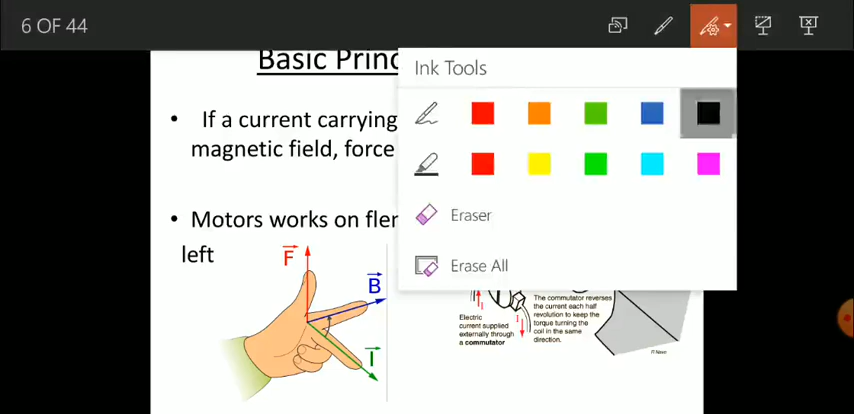 6 OF 44
Basic Princ
Ink Tools
If a current carrying
magnetic field, force
Eraser
Motors works on fler
left
Erase All
F
B
I
Electric
current supplied
externally through
a commutator
The commutator reverses
the current each half
revolution to keep the
torque turning the
coil in the same
direction.